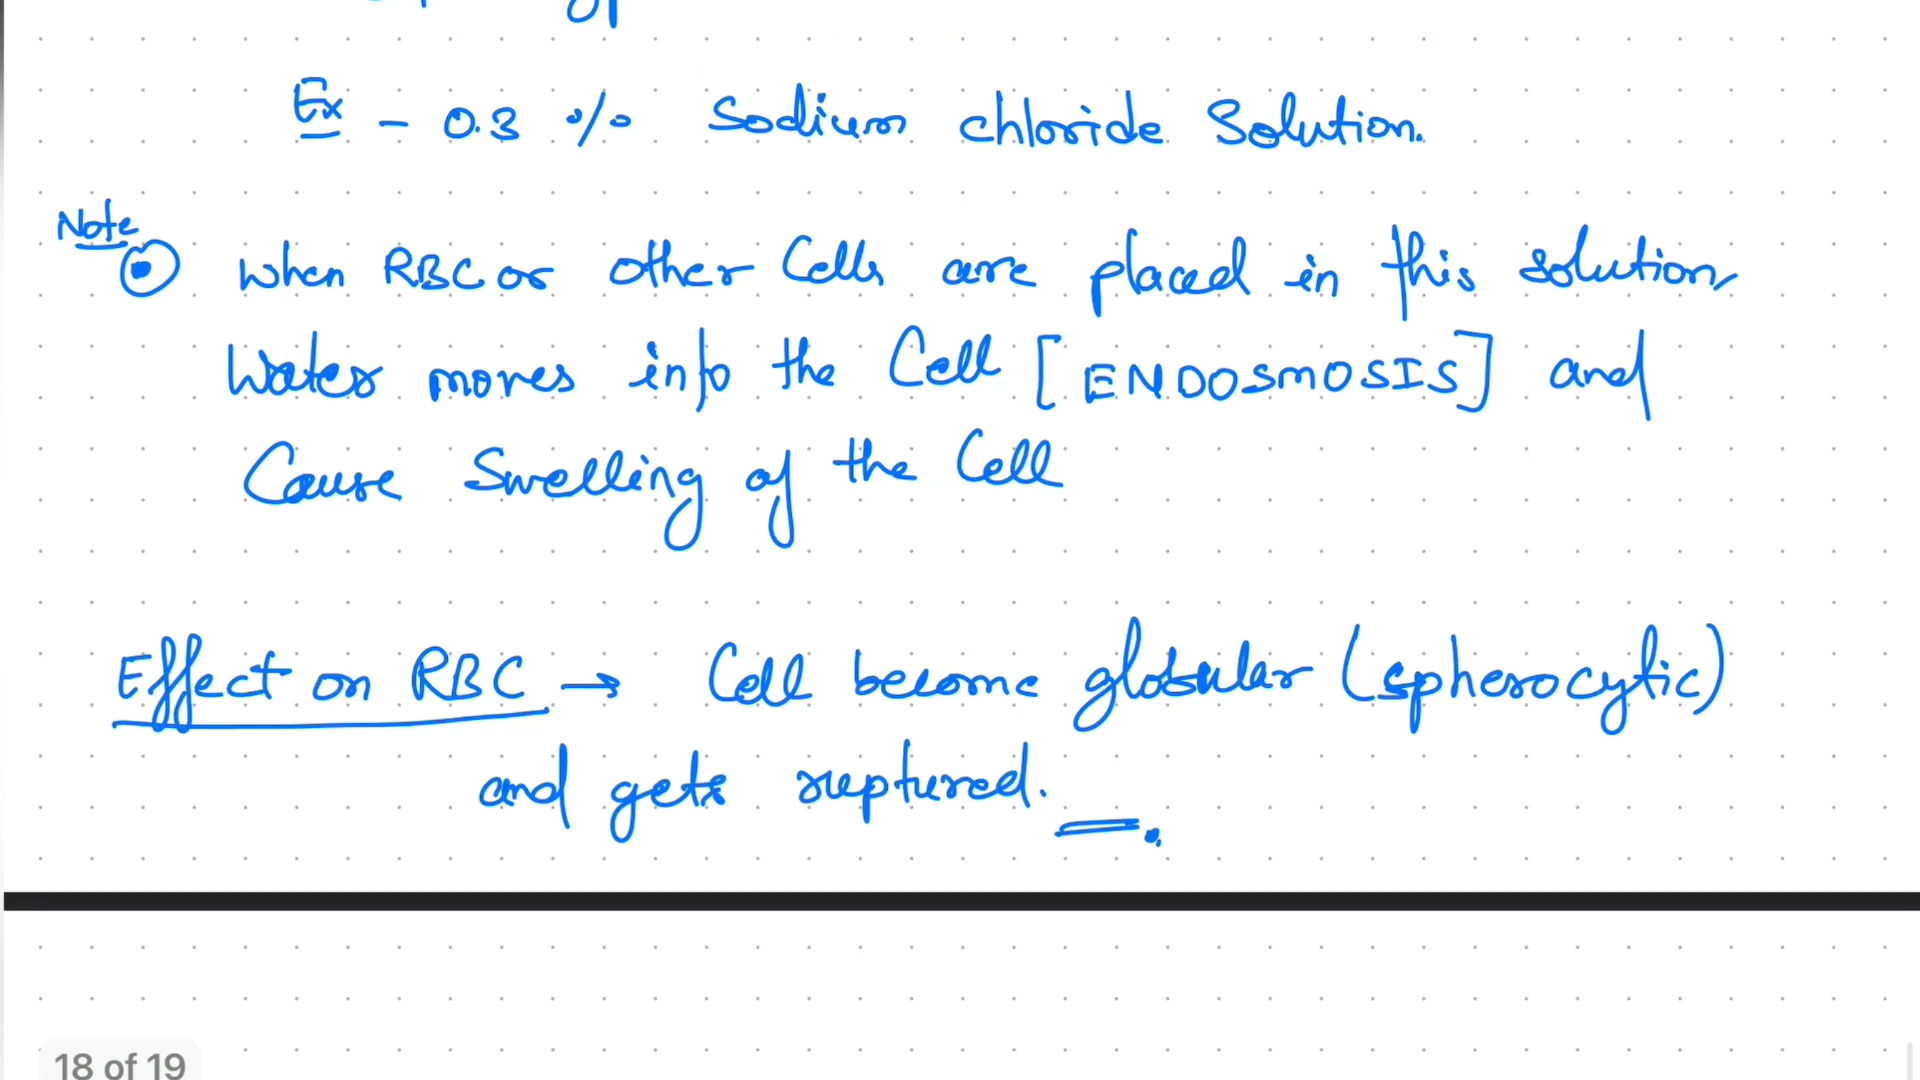 Ex - 0.3 % Sodium chloride Solution.
Note
when RBC or other Cells are placed in this solution,
Water moves into the Cell [ENDOSMOSIS] and
Cause Swelling of the Cell
Effect on RBC → Cell become globular (spherocytic)
and gets ruptured.
18 of 19